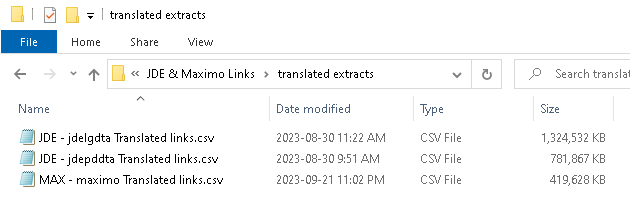 translated extracts
File Home Share View
« JDE & Maximo Links > translated extracts Search translat
Name Date modified Type Size
JDE - jdelgdta Translated links.csv 2023-08-30 11:22 AM CSV File 1,324,532 KB
JDE - jdepddta Translated links.csv 2023-08-30 9:51 AM CSV File 781,867 KB
MAX - maximo Translated links.csv 2023-09-21 11:02 PM CSV File 419,628 KB